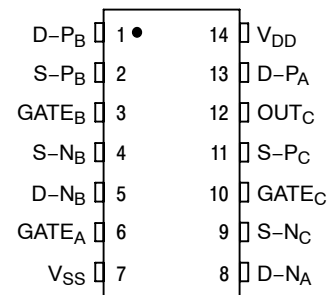 D–P_B 1 14 V_DD
S–P_B 2 13 D–P_A
GATE_B 3 12 OUT_C
S–N_B 4 11 S–P_C
D–N_B 5 10 GATE_C
GATE_A 6 9 S–N_C
V_SS 7 8 D–N_A